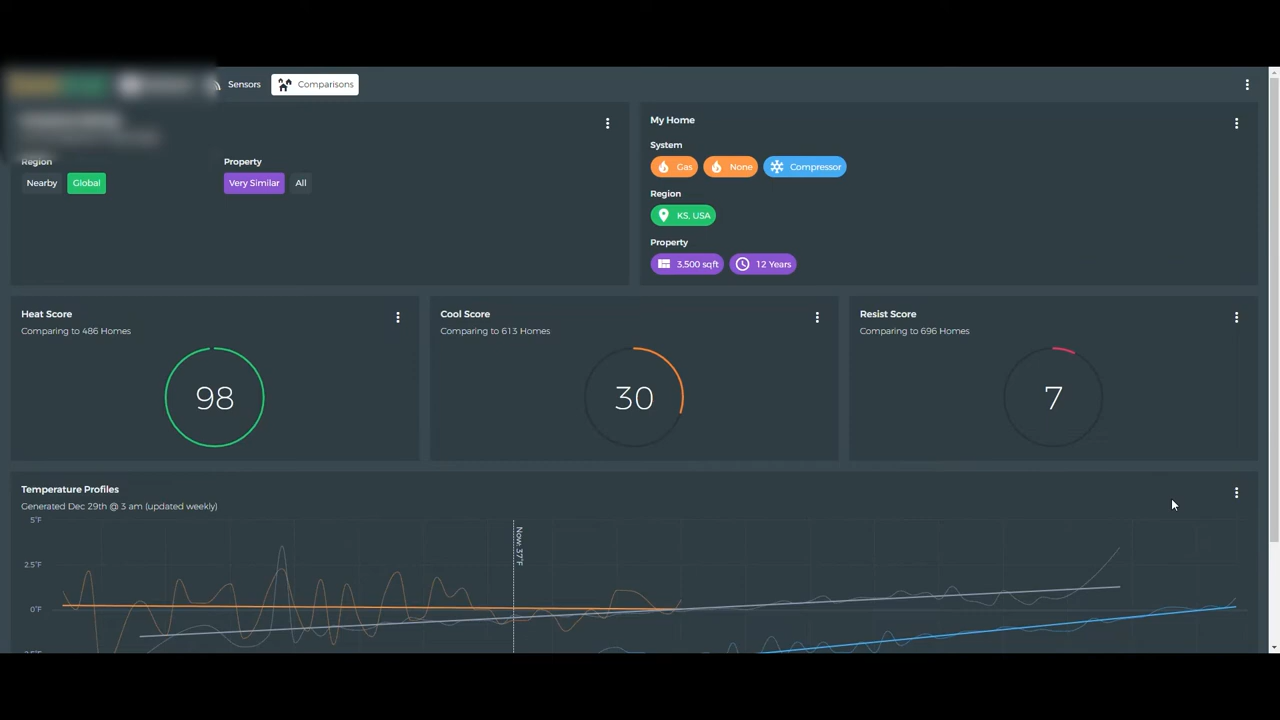 Sensors
Comparisons
Region
Nearby
Global
Property
Very Similar
All
My Home
System
Gas
None
Compressor
Region
KS, USA
Property
3,500 sqft
12 Years
Heat Score
Comparing to 486 Homes
98
Cool Score
Comparing to 613 Homes
30
Resist Score
Comparing to 696 Homes
7
Temperature Profiles
Generated Dec 29th @ 3 am (updated weekly)
5°F
2.5°F
0°F
Now: 37°F